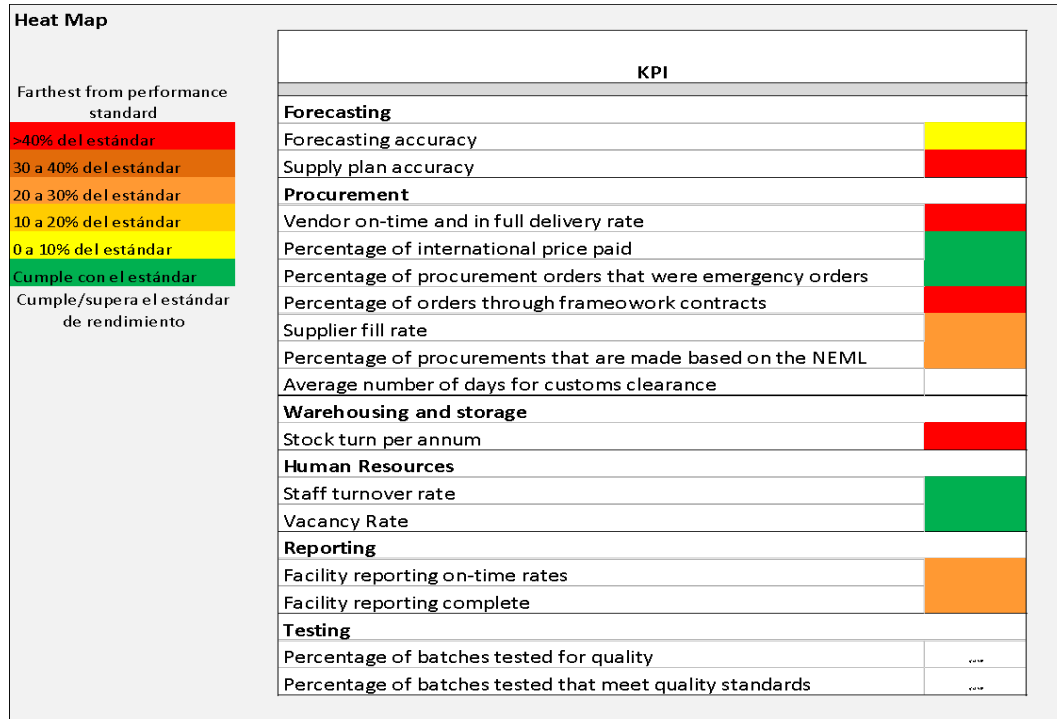 Heat Map
KPI
Farthest from performance
standard
>40% del estándar
30 a 40% del estándar
20 a 30% del estándar
10 a 20% del estándar
0 a 10% del estándar
Cumple con el estándar
Cumple/supera el estándar
de rendimiento
Forecasting
Forecasting accuracy
Supply plan accuracy
Procurement
Vendor on-time and in full delivery rate
Percentage of international price paid
Percentage of procurement orders that were emergency orders
Percentage of orders through frameowork contracts
Supplier fill rate
Percentage of procurements that are made based on the NEML
Average number of days for customs clearance
Warehousing and storage
Stock turn per annum
Human Resources
Staff turnover rate
Vacancy Rate
Reporting
Facility reporting on-time rates
Facility reporting complete
Testing
Percentage of batches tested for quality
Percentage of batches tested that meet quality standards